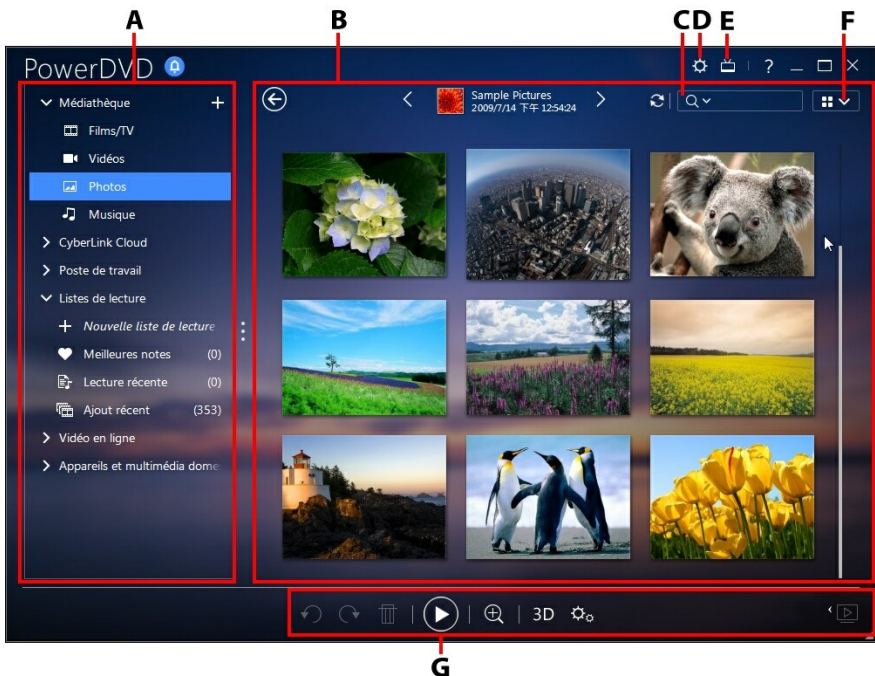 A B C D E F
PowerDVD
?
Médiathèque +
Films/TV
Vidéos
Photos
Musique
CyberLink Cloud
Poste de travail
Listes de lecture
+ Nouvelle liste de lecture
Meilleures notes (0)
Lecture récente (0)
Ajout récent (353)
Vidéo en ligne
Appareils et multimédia dome
Sample Pictures
2009/7/14 下午 12:54:24
3D
G